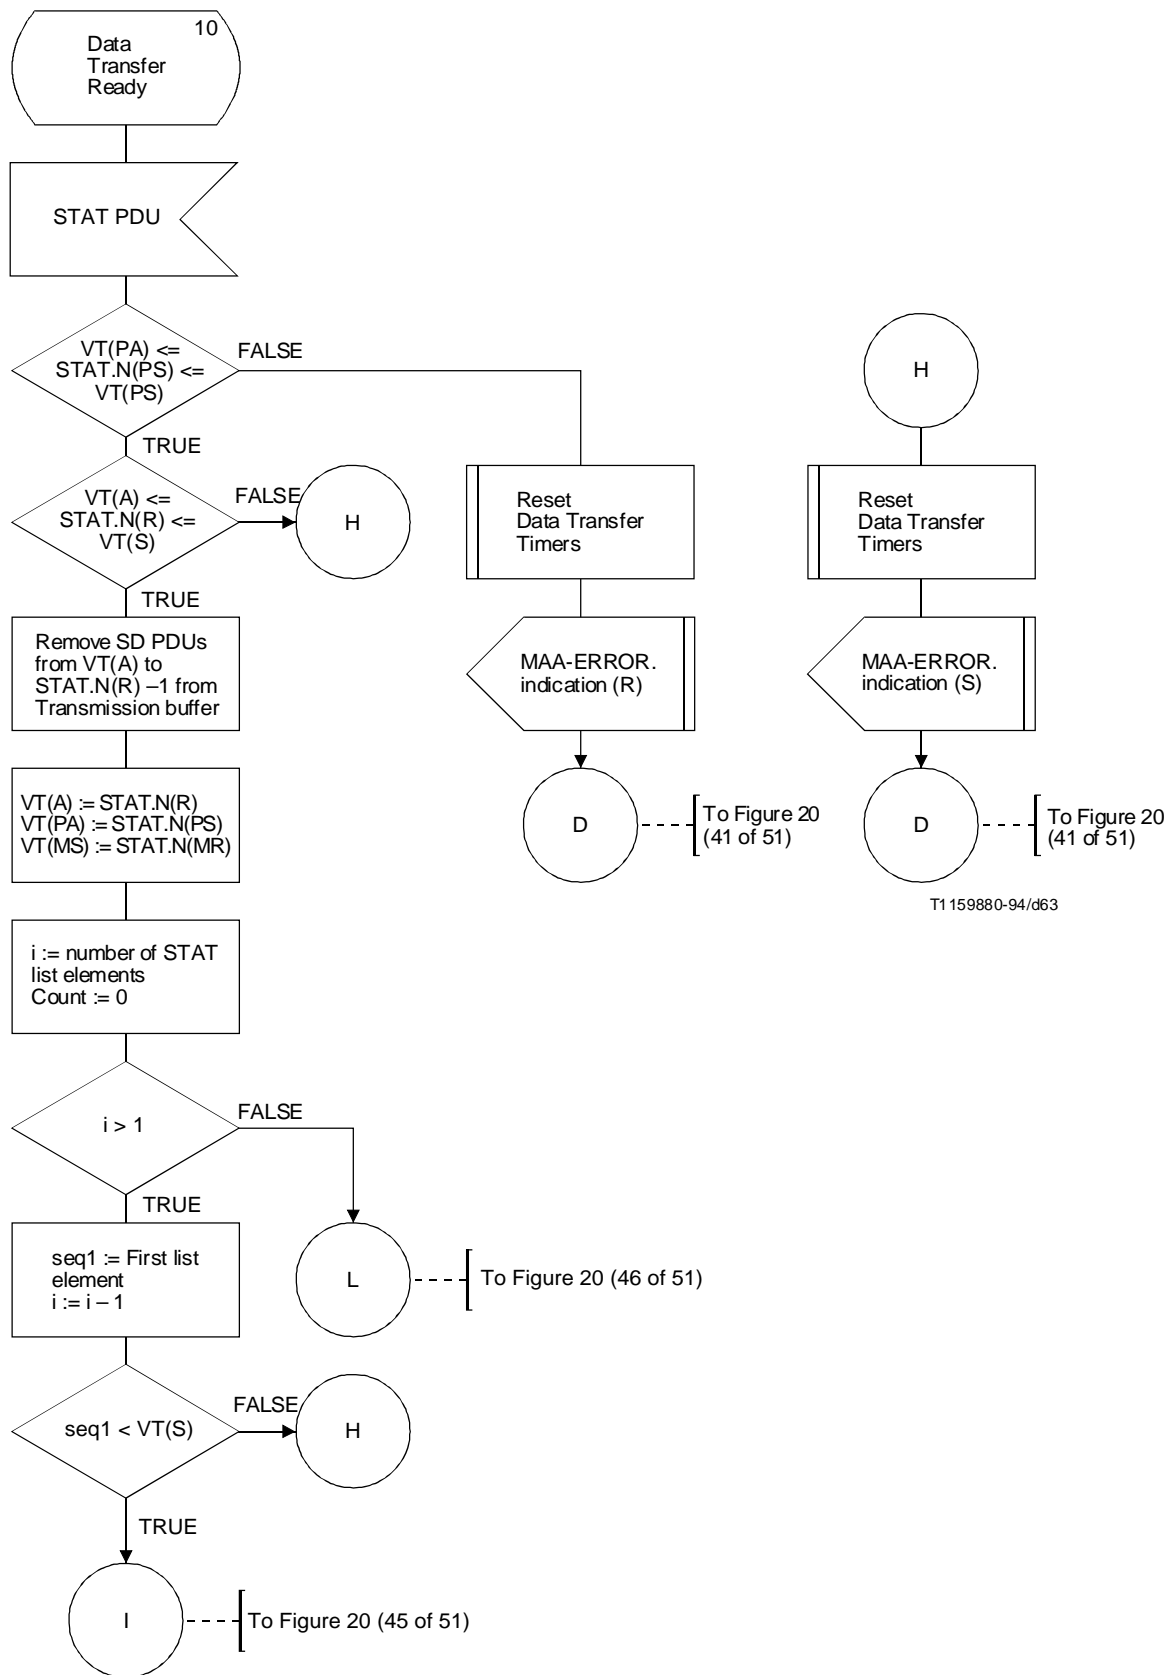 10
Data
Transfer
Ready
STAT PDU
VT(PA) <=
STAT.N(PS) <=
VT(PS)
FALSE
TRUE
H
VT(A) <=
STAT.N(R) <=
VT(S)
FALSE
H
TRUE
Reset
Data Transfer
Timers
Reset
Data Transfer
Timers
Remove SD PDUs
from VT(A) to
STAT.N(R) –1 from
Transmission buffer
MAA-ERROR.
indication (R)
MAA-ERROR.
indication (S)
VT(A) := STAT.N(R)
VT(PA) := STAT.N(PS)
VT(MS) := STAT.N(MR)
D
To Figure 20
(41 of 51)
D
To Figure 20
(41 of 51)
T1159880-94/d63
i := number of STAT
list elements
Count := 0
i > 1
FALSE
TRUE
seq1 := First list
element
i := i – 1
L
To Figure 20 (46 of 51)
seq1 < VT(S)
FALSE
H
TRUE
I
To Figure 20 (45 of 51)